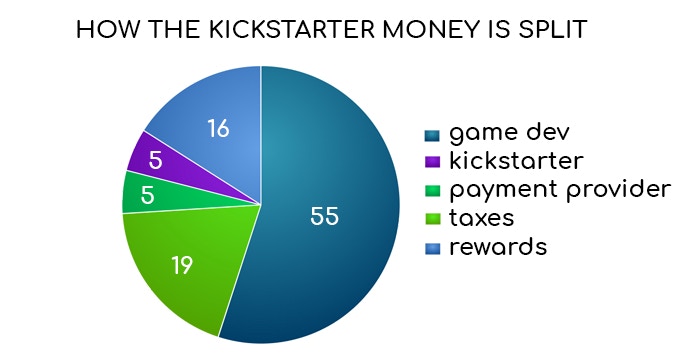 HOW THE KICKSTARTER MONEY IS SPLIT
16
5
5
55
19
game dev
kickstarter
payment provider
taxes
rewards